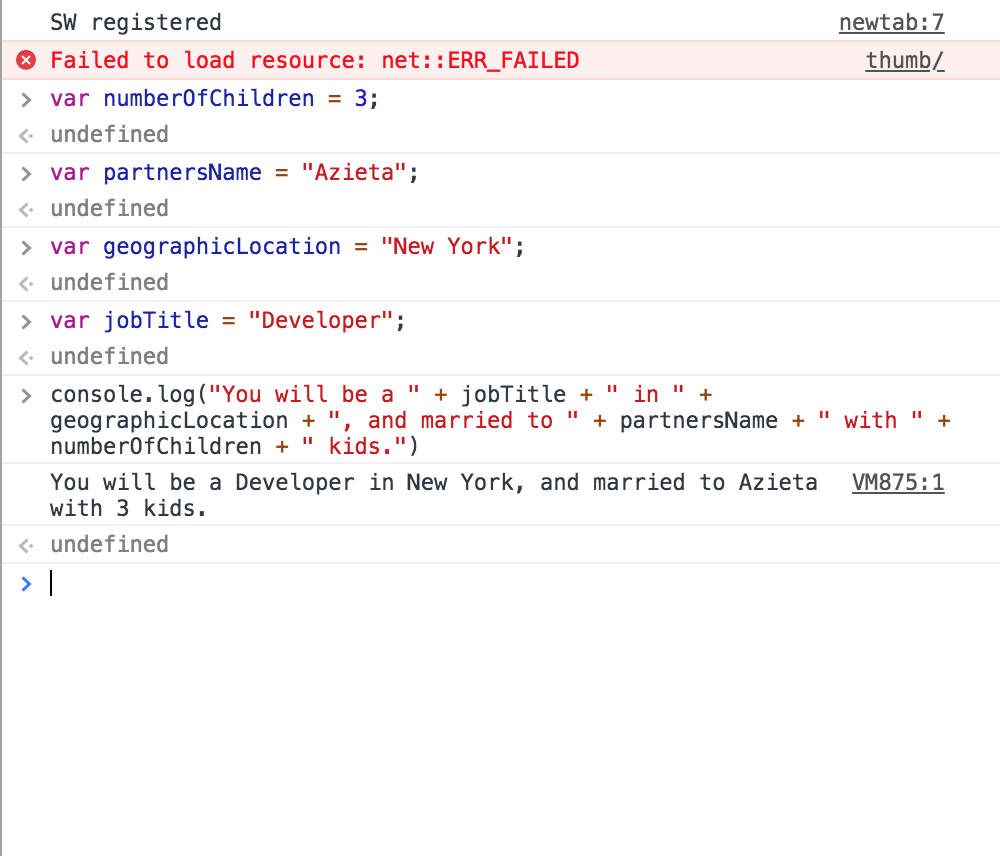 SW registered newtab:7
Failed to load resource: net::ERR_FAILED thumb/
> var numberOfChildren = 3;
undefined
> var partnersName = "Azieta";
undefined
> var geographicLocation = "New York";
undefined
> var jobTitle = "Developer";
undefined
> console.log("You will be a " + jobTitle + " in " +
geographicLocation + ", and married to " + partnersName + " with " +
numberOfChildren + " kids.")
You will be a Developer in New York, and married to Azieta VM875:1
with 3 kids.
undefined
>